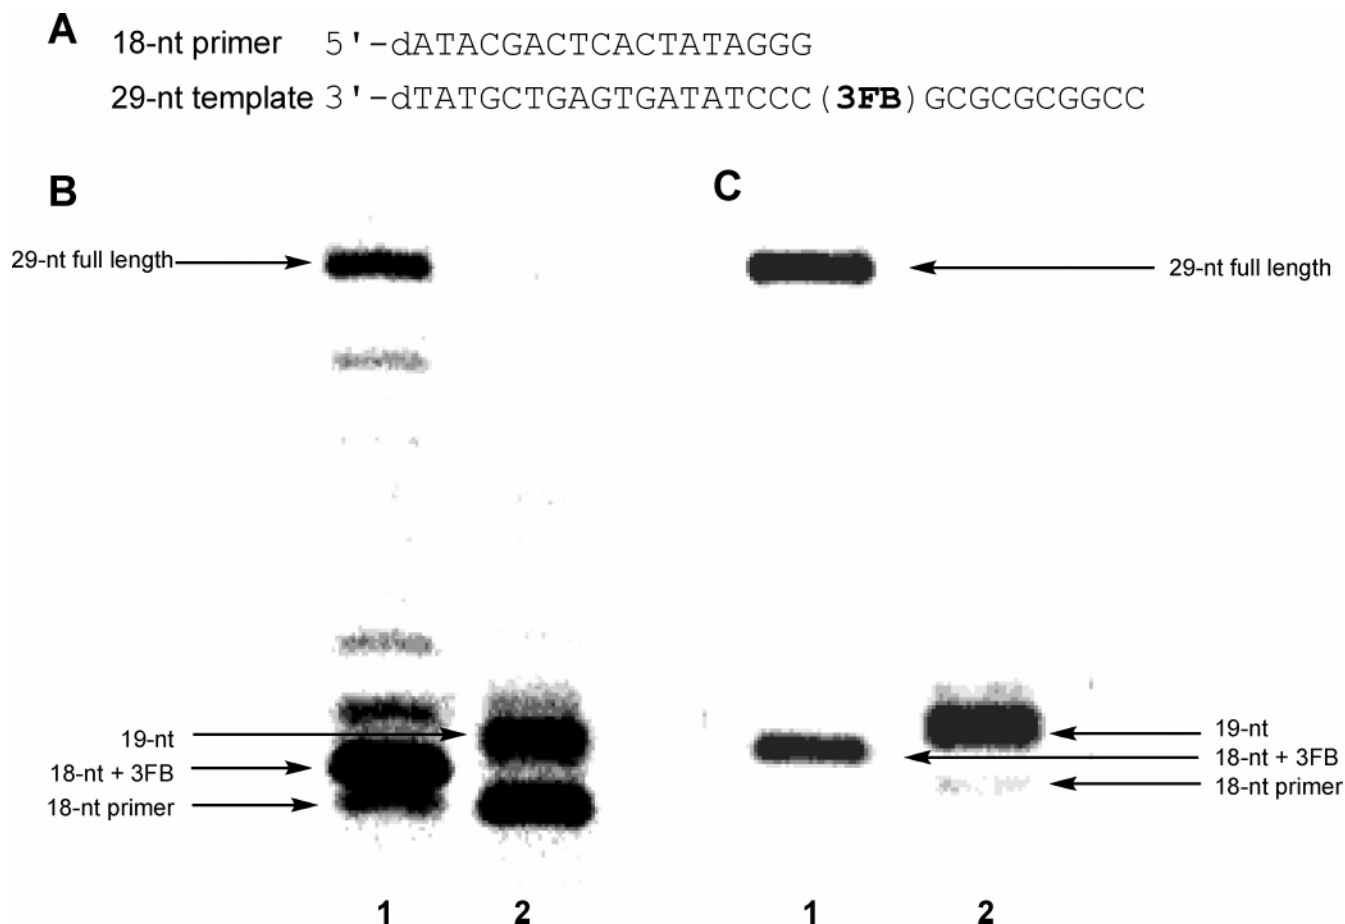 A
18-nt primer 5'-dATACGACTCACTATAGGG
29-nt template 3'-dTATGCTGAGTGATATCCC(3FB)GCGCGCGGCC
B
C
29-nt full length
29-nt full length
19-nt
18-nt + 3FB
18-nt primer
19-nt
18-nt + 3FB
18-nt primer
1 2
1 2